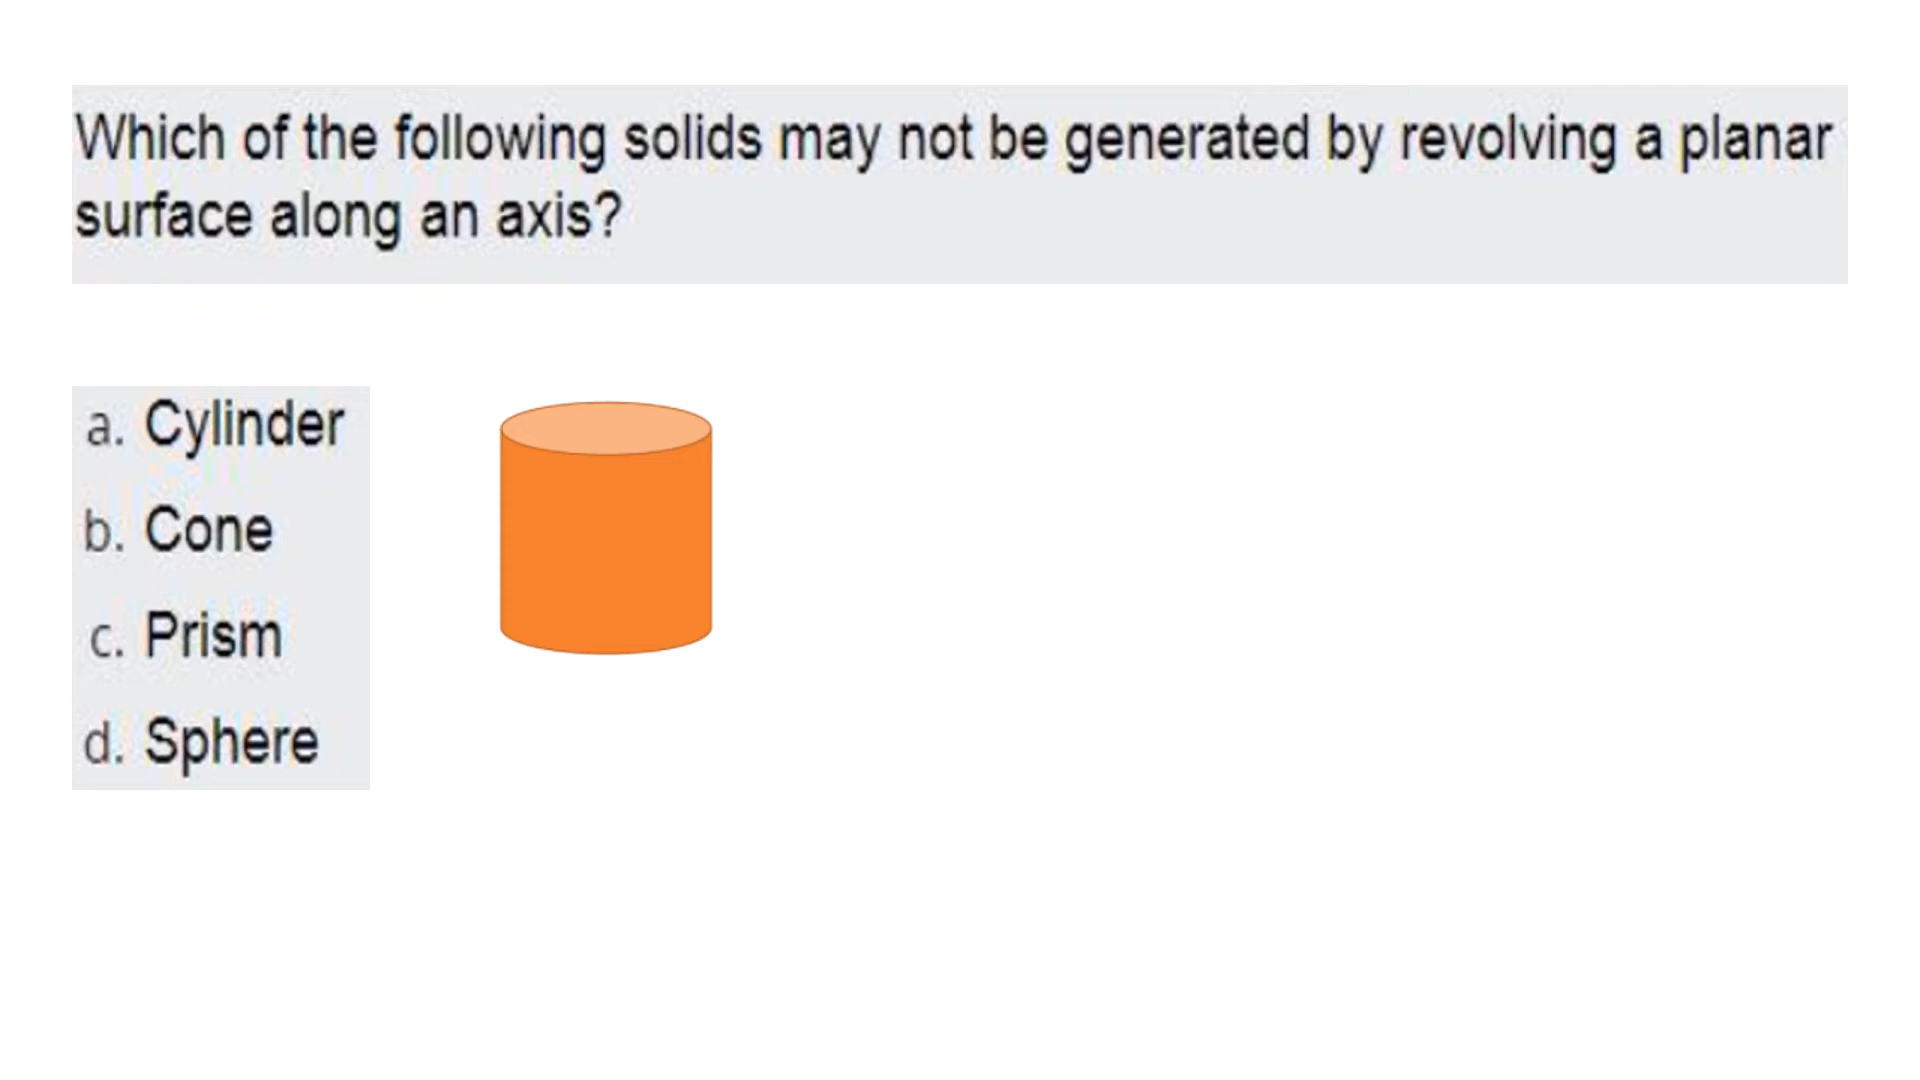 Which of the following solids may not be generated by revolving a planar
surface along an axis?
a. Cylinder
b. Cone
c. Prism
d. Sphere